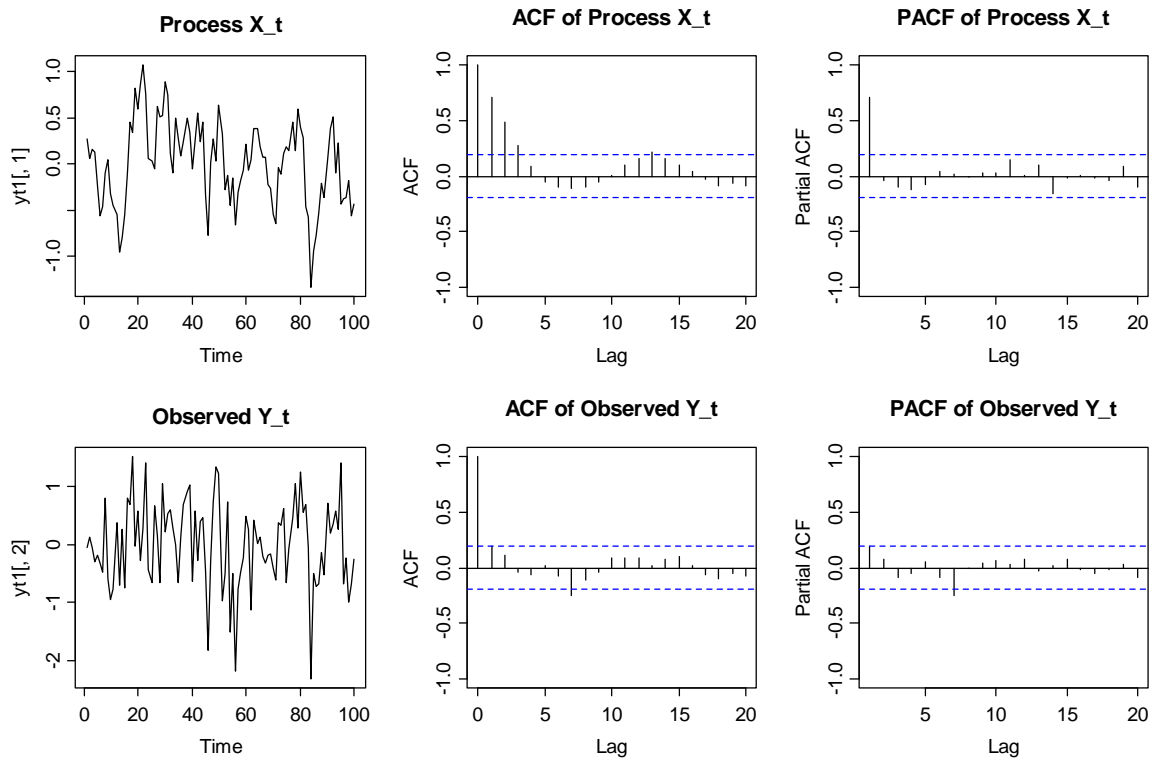 Process X_t
ACF of Process X_t
PACF of Process X_t
yt1[, 1]
-1.0 0.0 0.5 1.0
0 20 40 60 80 100
Time
ACF
-1.0 -0.5 0.0 0.5 1.0
0 5 10 15 20
Lag
Partial ACF
-1.0 -0.5 0.0 0.5 1.0
5 10 15 20
Lag
Observed Y_t
ACF of Observed Y_t
PACF of Observed Y_t
yt1[, 2]
-2 -1 0 1
0 20 40 60 80 100
Time
ACF
-1.0 -0.5 0.0 0.5 1.0
0 5 10 15 20
Lag
Partial ACF
-1.0 -0.5 0.0 0.5 1.0
5 10 15 20
Lag